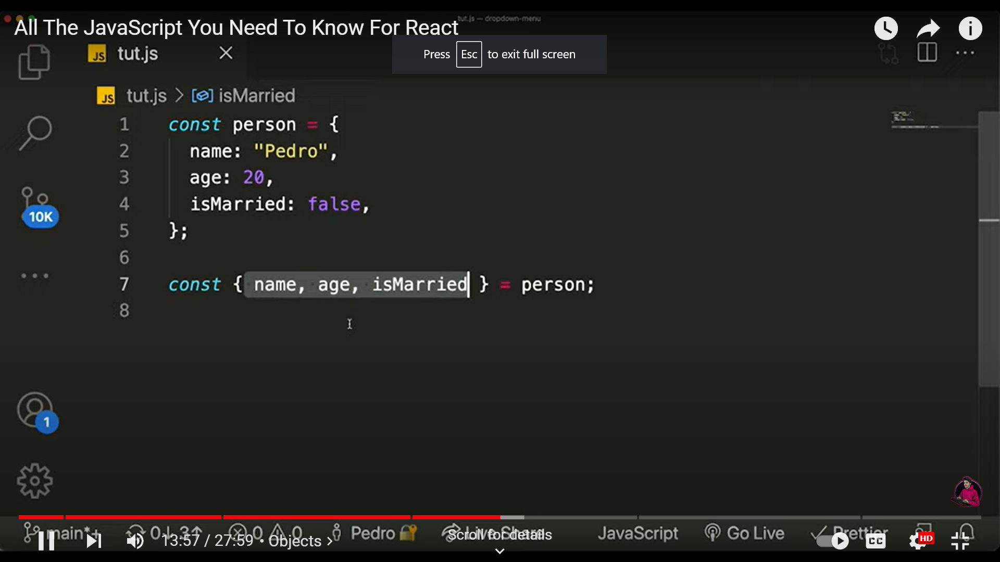 tut.js — dropdown-menu
All The JavaScript You Need To Know For React
JS tut.js
Press Esc to exit full screen
JS tut.js > isMarried
1 const person = {
2 name: "Pedro",
3 age: 20,
4 isMarried: false,
10K
5 };
6
7 const { name, age, isMarried } = person;
8
1
main*+ 0↓ 3↑ 0 0 Pedro Live Share JavaScript Go Live Prettier
13:57 / 27:59 • Objects >
Scroll for details
CC
HD